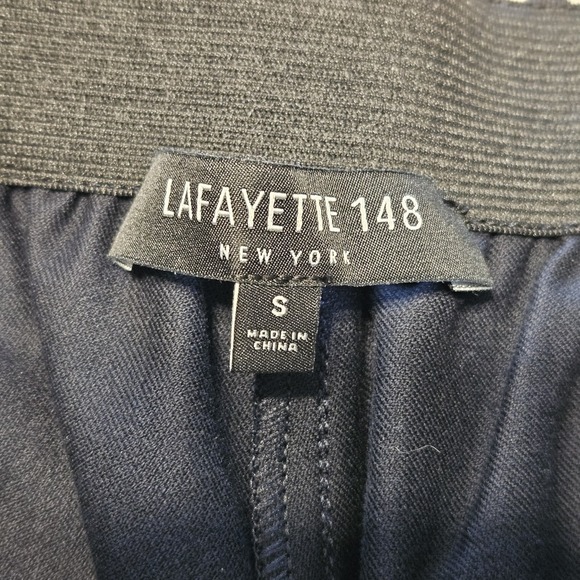 LAFAYETTE 148
NEW YORK
S
MADE IN
CHINA